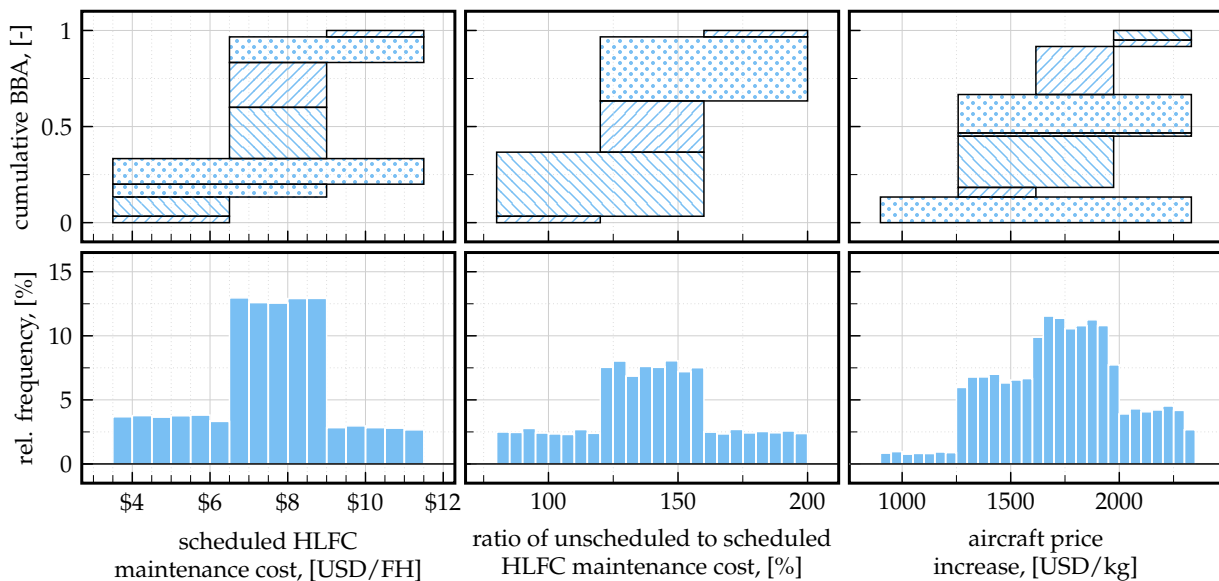 cumulative BBA, [-]
1
0.5
0
rel. frequency, [%]
15
10
5
0
$4 $6 $8 $10 $12
100 150 200
1000 1500 2000
scheduled HLFC
maintenance cost, [USD/FH]
ratio of unscheduled to scheduled
HLFC maintenance cost, [%]
aircraft price
increase, [USD/kg]